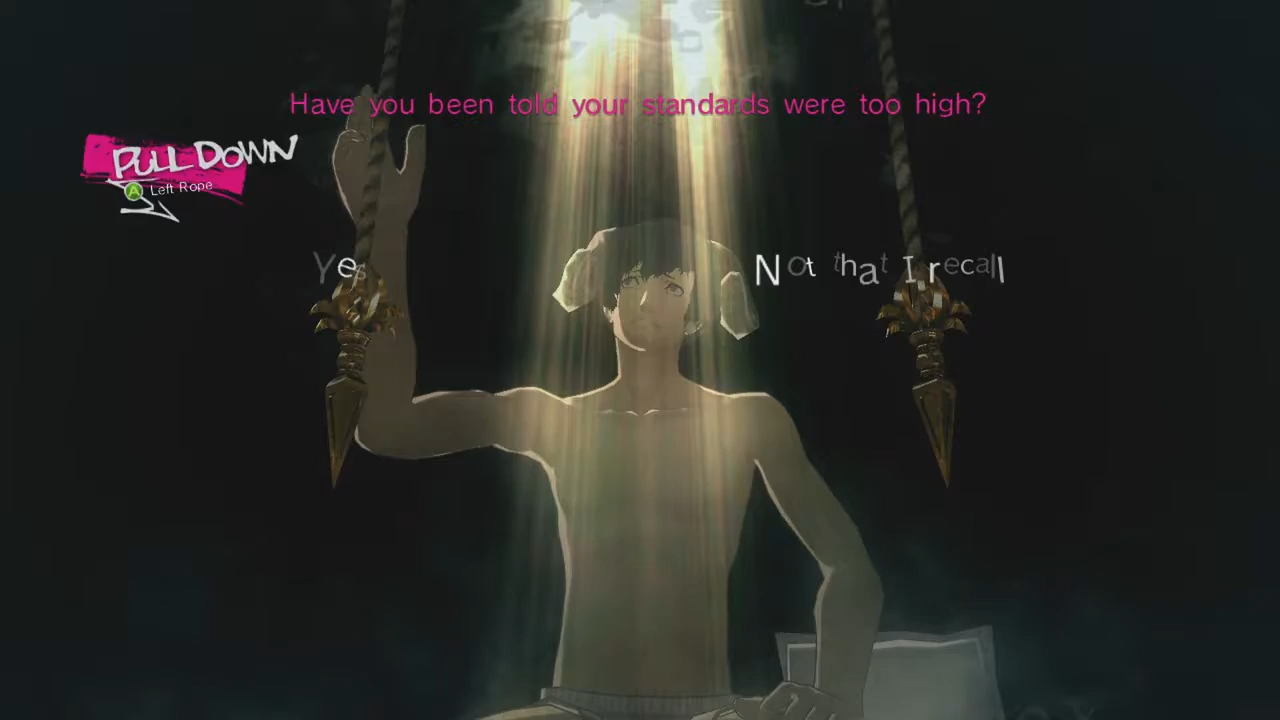 Have you been told your standards were too high?
PULL DOWN
A Left Rope
Yes
Not that I recall